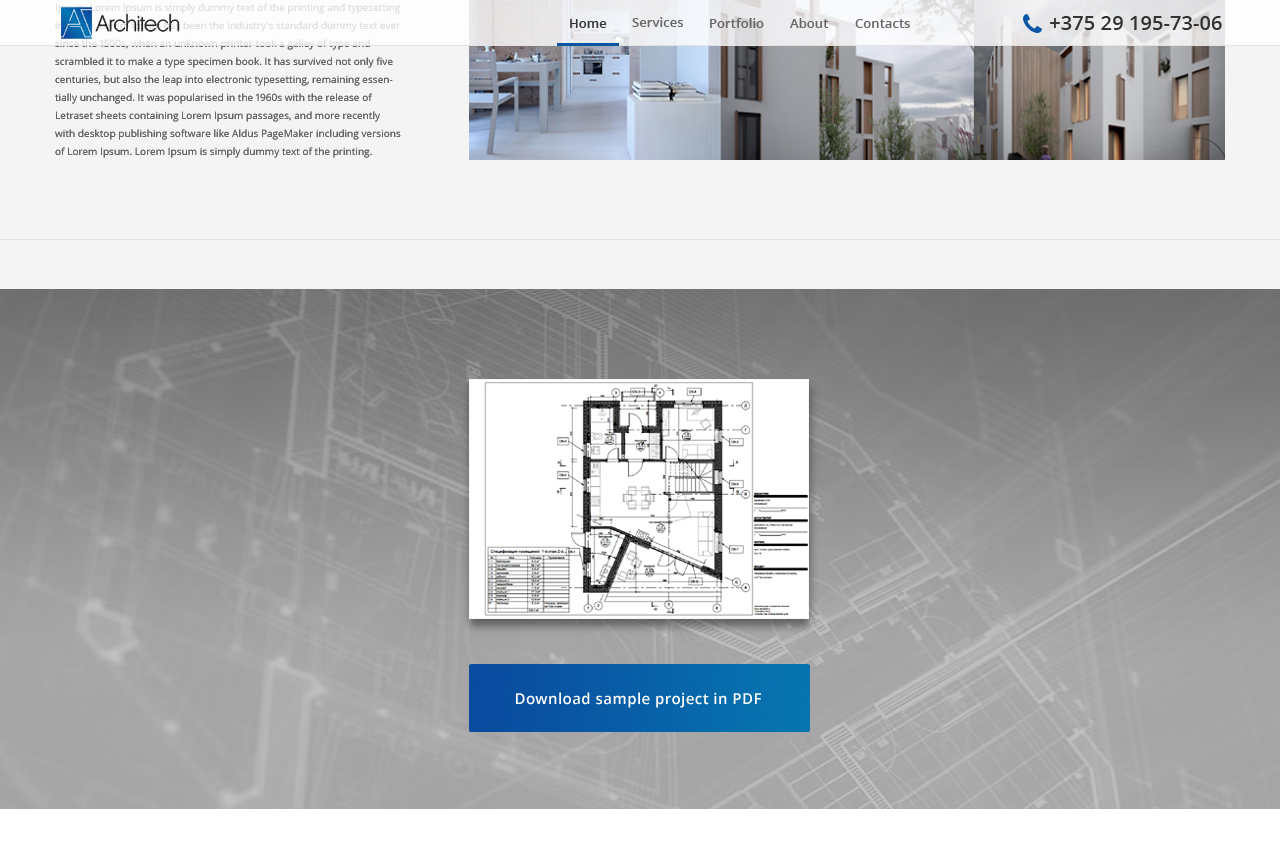 Architech
Home
Services
Portfolio
About
Contacts
+375 29 195-73-06
Lorem Ipsum is simply dummy text of the printing and typesetting
been the industry's standard dummy text ever
since the 1500s, when an unknown printer took a galley of type and
scrambled it to make a type specimen book. It has survived not only five
centuries, but also the leap into electronic typesetting, remaining essen-
tially unchanged. It was popularised in the 1960s with the release of
Letraset sheets containing Lorem Ipsum passages, and more recently
with desktop publishing software like Aldus PageMaker including versions
of Lorem Ipsum. Lorem Ipsum is simply dummy text of the printing.
Download sample project in PDF